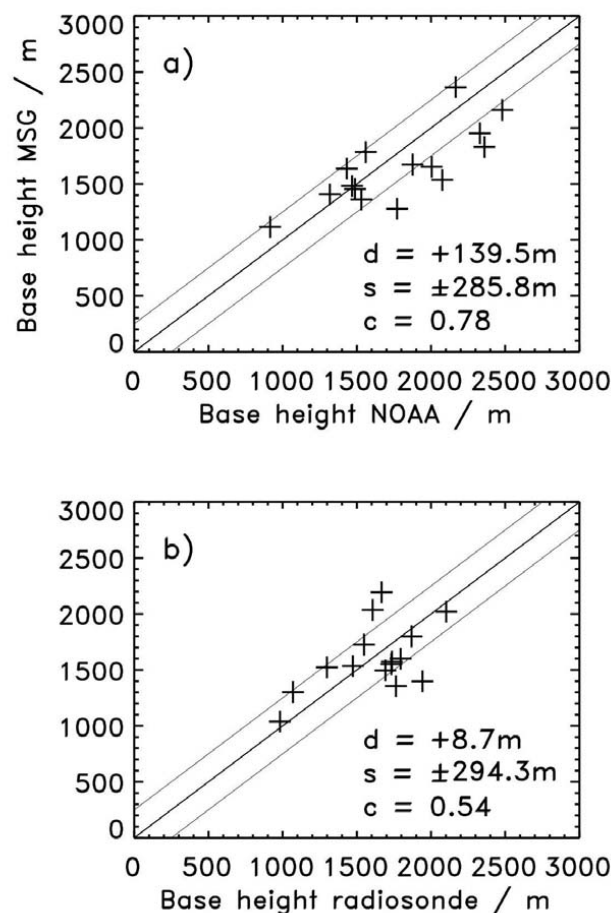 3000
2500
2000
1500
1000
500
0
Base height MSG / m
a)
d = +139.5m
s = ±285.8m
c = 0.78
0 500 1000 1500 2000 2500 3000
Base height NOAA / m
3000
2500
2000
1500
1000
500
0
b)
d = +8.7m
s = ±294.3m
c = 0.54
0 500 1000 1500 2000 2500 3000
Base height radiosonde / m